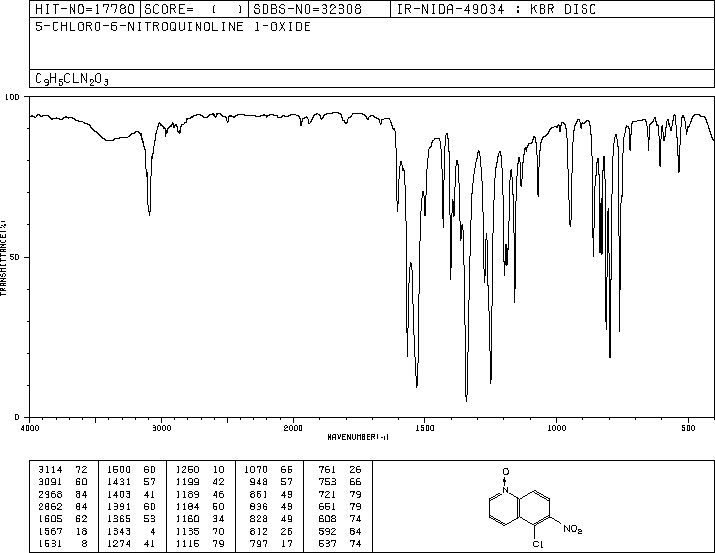 HIT-NO=17780 SCORE= ( ) SDBS-NO=32308 IR-NIDA-49034 : KBR DISC
5-CHLORO-6-NITROQUINOLINE 1-OXIDE
C9H5CLN2O3
100
50
0
TRANSMITTANCE(%)
4000 3000 2000 1500 1000 500
WAVENUMBER(-1)
3114 72 1500 60 1250 10 1070 66 761 26
3091 60 1431 57 1199 42 948 57 753 66
2968 84 1403 41 1189 46 861 49 721 79
2862 84 1391 60 1184 50 836 49 651 79
1605 62 1365 53 1160 34 828 49 608 74
1567 18 1343 4 1135 70 812 26 592 84
1531 8 1274 41 1115 79 797 17 537 74
O
N
NO2
Cl